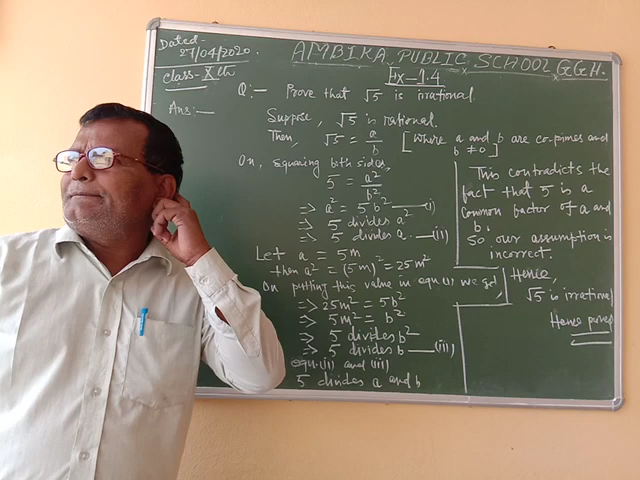 Dated-
27/04/2020.
AMBIKA PUBLIC SCHOOL G.G.H.
Class-Xth
Ex-1.4
Q:- Prove that √5 is irrational.
Ans:-
Suppose, √5 is rational.
Then, √5 = a/b [Where a and b are co-pimes and b ≠ 0]
On, squaring both sides,
5 = a²/b²
=> a² = 5b² —(i)
=> 5 divides a²
=> 5 divides a. —(ii)
Let a = 5m
then a² = (5m)² = 25m²
On putting this value in equ.(i) we get,
=> 25m² = 5b²
=> 5m² = b²
=> 5 divides b²
=> 5 divides b —(iii)
equ.(ii) and (iii)
5 divides a and b
This contradicts the
fact that 5 is a
common factor of a and
b.
So, our assumption is
incorrect.
Hence,
√5 is irrational
Hence proved